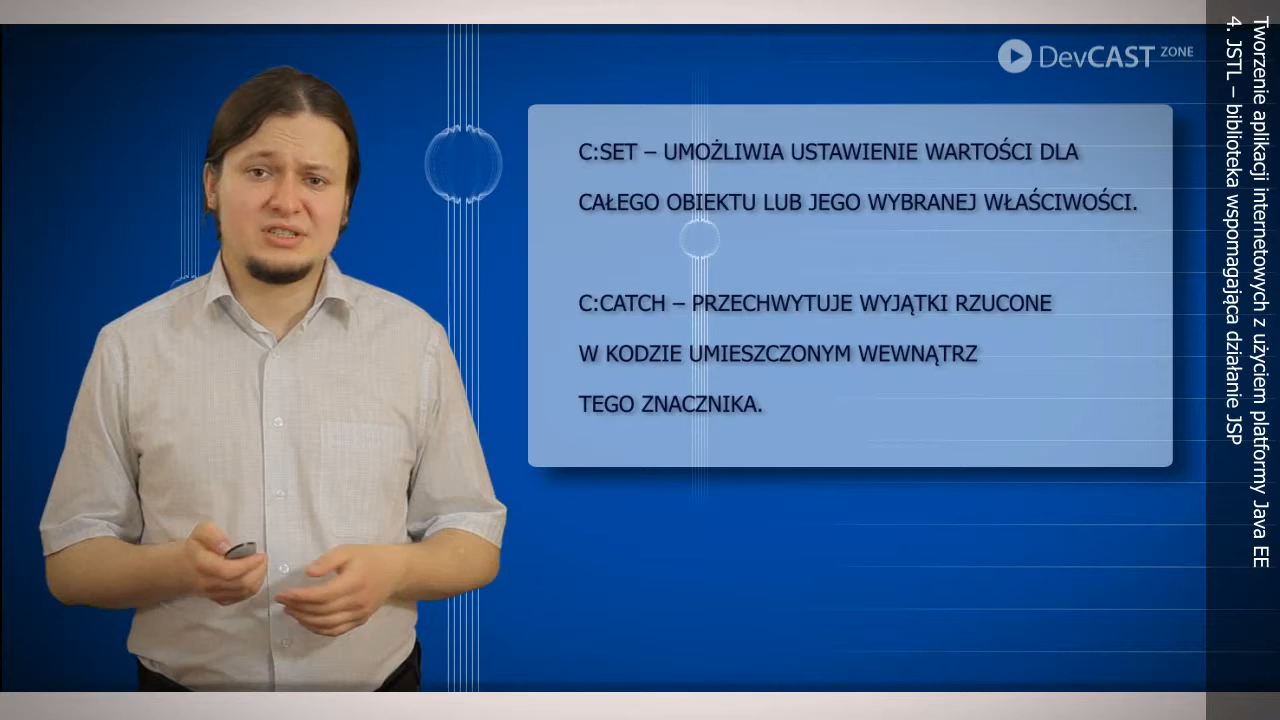 DevCAST ZONE
C:SET – UMOŻLIWIA USTAWIENIE WARTOŚCI DLA
CAŁEGO OBIEKTU LUB JEGO WYBRANEJ WŁAŚCIWOŚCI.
C:CATCH – PRZECHWYTUJE WYJĄTKI RZUCONE
W KODZIE UMIESZCZONYM WEWNĄTRZ
TEGO ZNACZNIKA.
Tworzenie aplikacji internetowych z użyciem platformy Java EE
4. JSTL – biblioteka wspomagająca działanie JSP